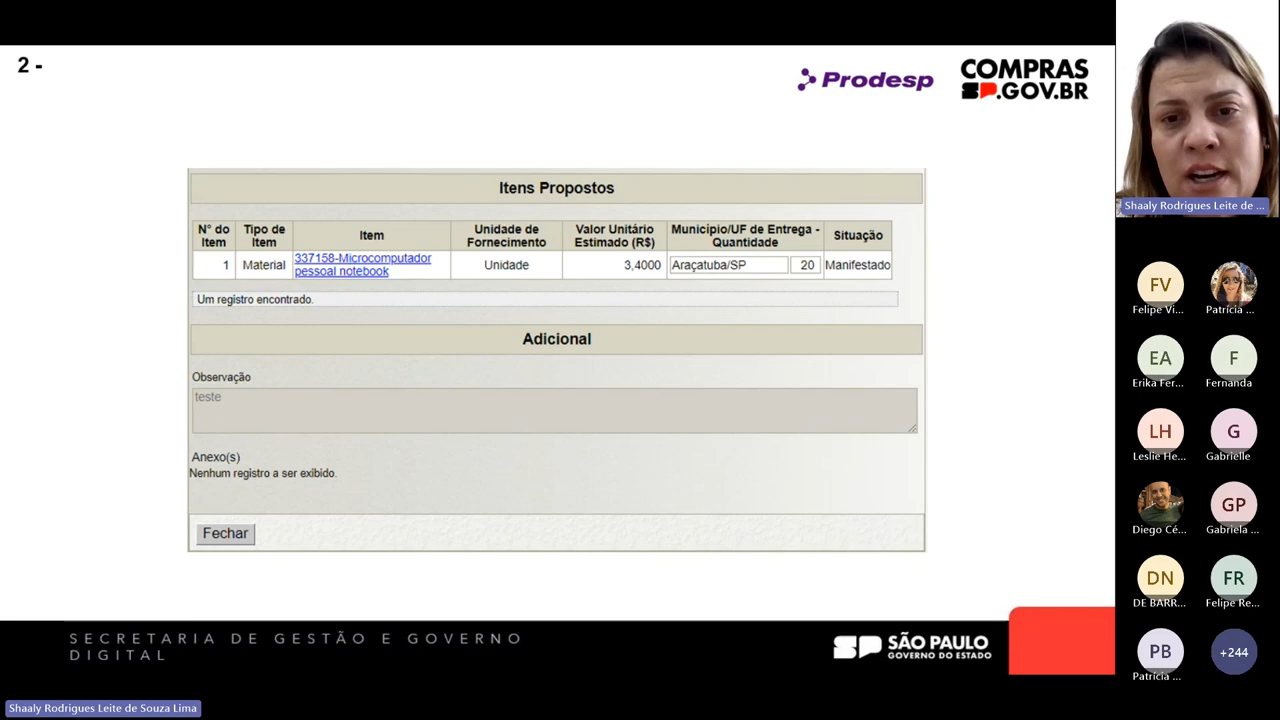 2 -
Prodesp
COMPRAS
SP.GOV.BR
Itens Propostos
N° do Item
Tipo de Item
Item
Unidade de Fornecimento
Valor Unitário Estimado (R$)
Município/UF de Entrega - Quantidade
Situação
1
Material
337158-Microcomputador
pessoal notebook
Unidade
3,4000
Araçatuba/SP
20
Manifestado
Um registro encontrado.
Adicional
Observação
teste
Anexo(s)
Nenhum registro a ser exibido.
Fechar
SECRETARIA DE GESTÃO E GOVERNO
DIGITAL
SP SÃO PAULO
GOVERNO DO ESTADO
Shaaly Rodrigues Leite de ...
FV
Felipe Vi...
Patrícia ...
EA
Erika Fer...
F
Fernanda
LH
Leslie He...
G
Gabrielle
Diego Cé...
GP
Gabriela ...
DN
DE BARR...
FR
Felipe Re...
PB
Patrícia ...
+244
Shaaly Rodrigues Leite de Souza Lima